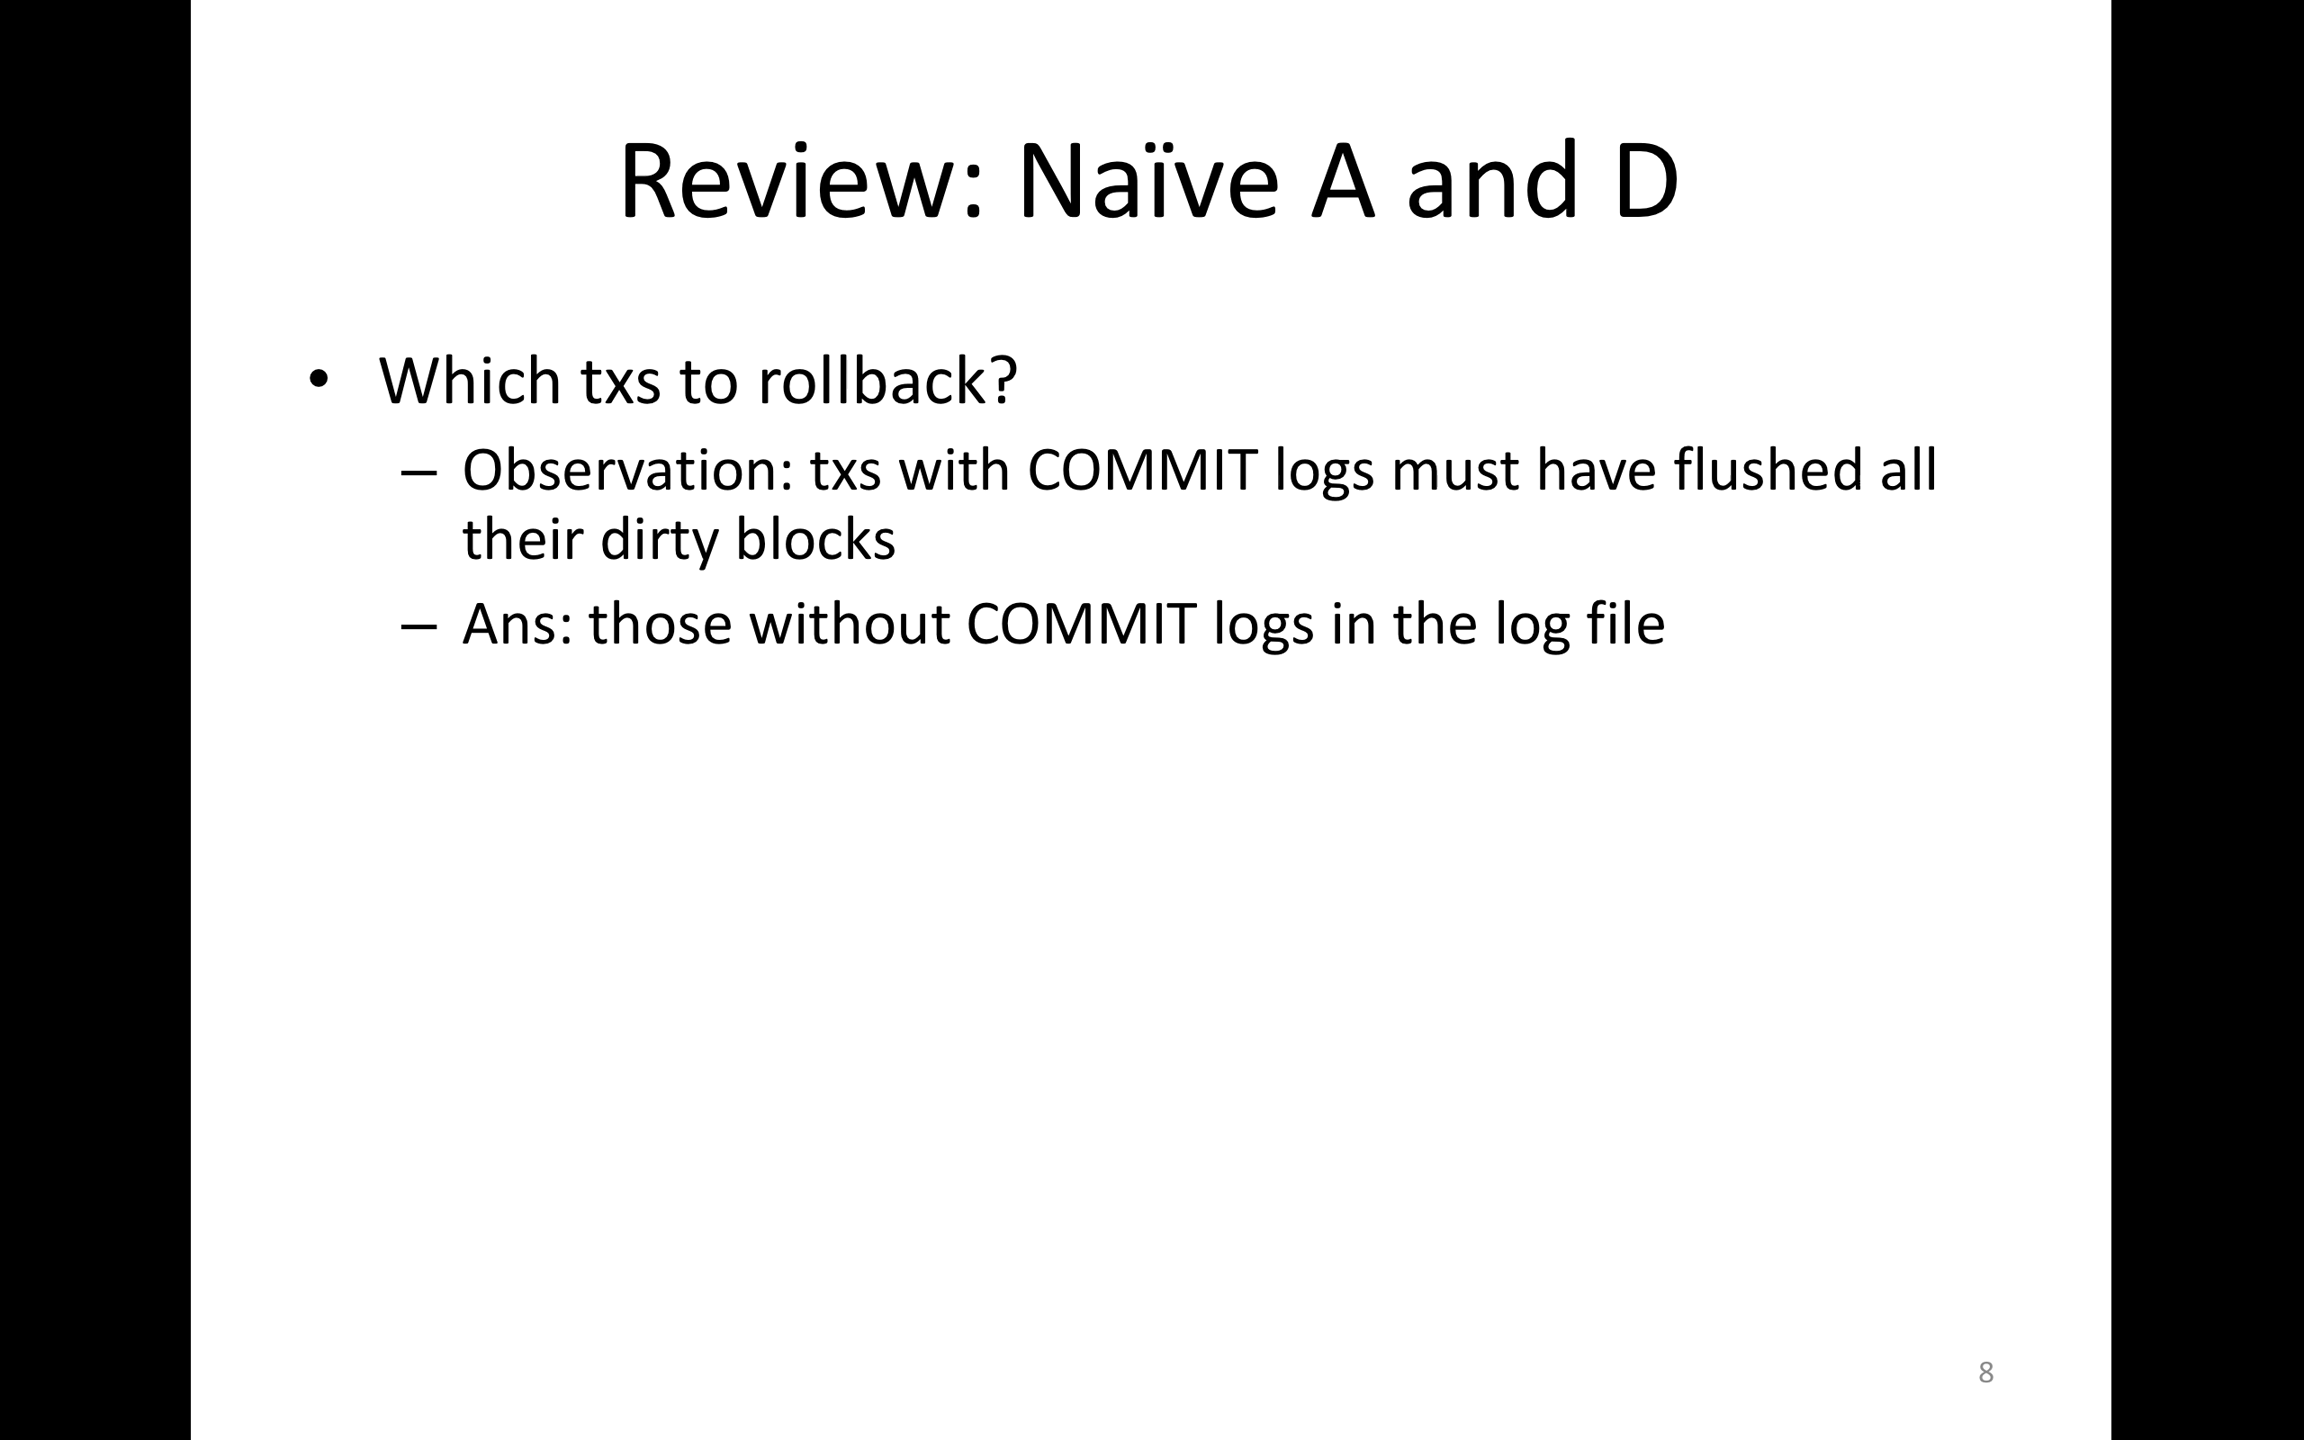 Review: Naïve A and D
• Which txs to rollback?
– Observation: txs with COMMIT logs must have flushed all
their dirty blocks
– Ans: those without COMMIT logs in the log file
8